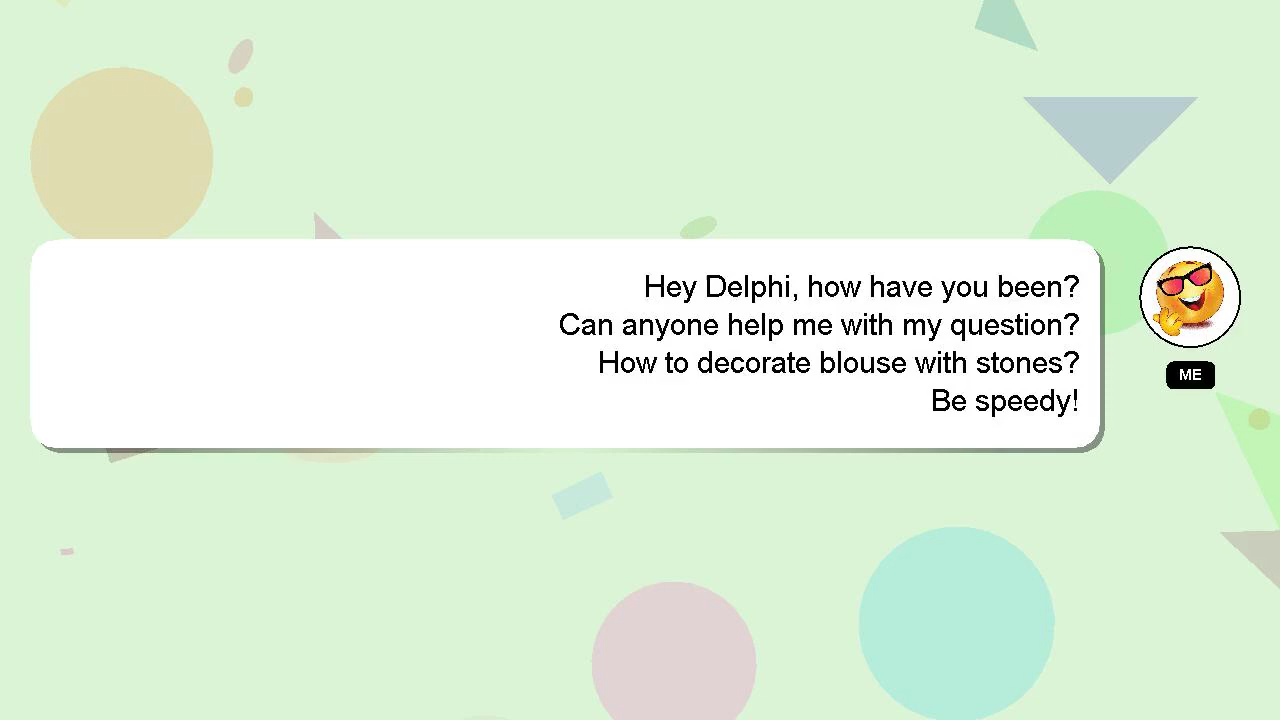 Hey Delphi, how have you been?
Can anyone help me with my question?
How to decorate blouse with stones?
Be speedy!
ME